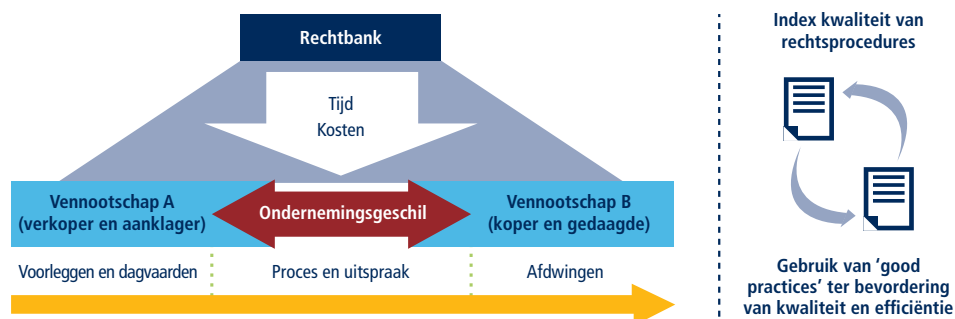 Rechtbank
Tijd
Kosten
Vennootschap A
(verkoper en aanklager)
Ondernemingsgeschil
Vennootschap B
(koper en gedaagde)
Voorleggen en dagvaarden
Proces en uitspraak
Afdwingen
Index kwaliteit van
rechtsprocedures
Gebruik van ‘good
practices’ ter bevordering
van kwaliteit en efficiëntie